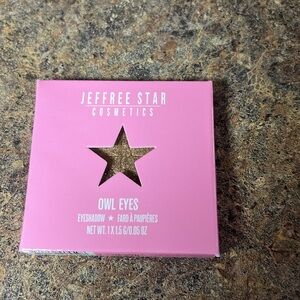 JEFFREE STAR
COSMETICS
OWL EYES
EYESHADOW ★ FARD À PAUPIÈRES
NET WT. 1 X 1.5 G/0.05 OZ